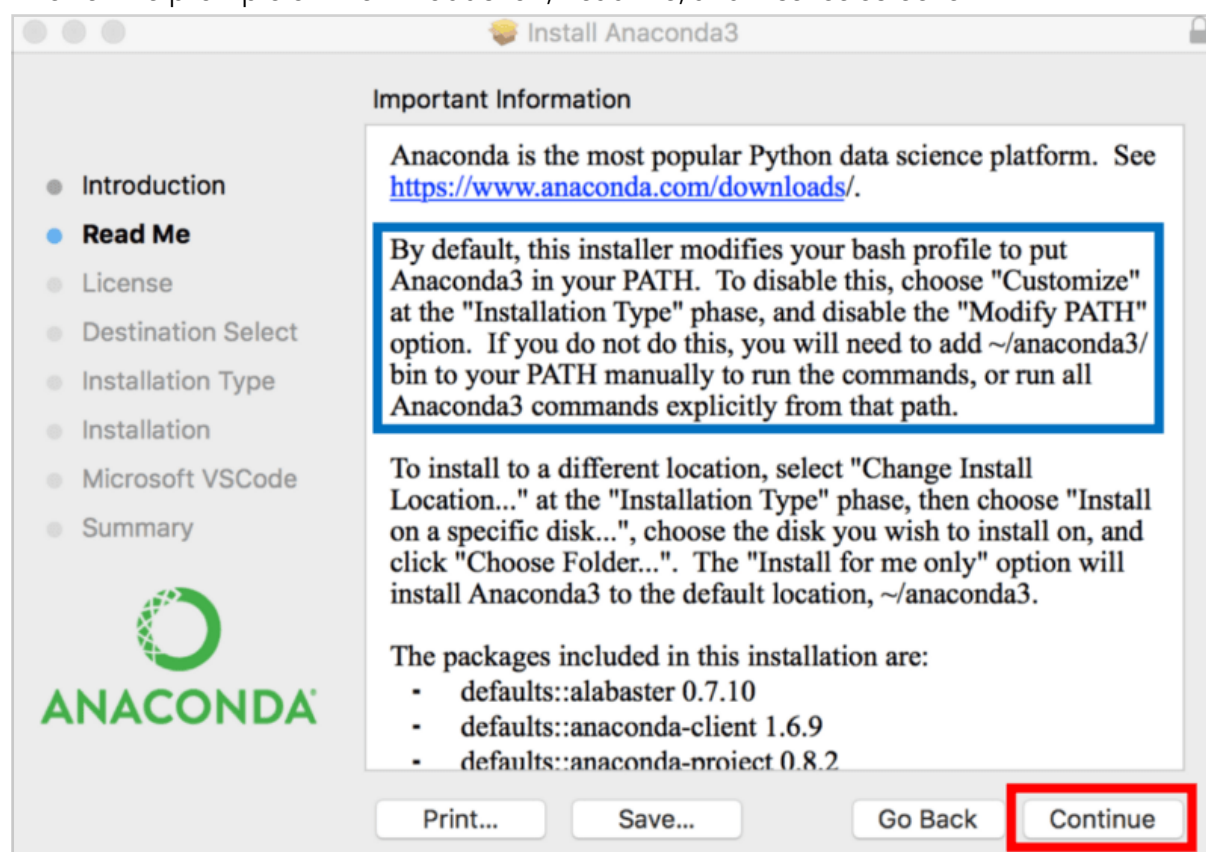 Install Anaconda3
Important Information
Introduction
Read Me
License
Destination Select
Installation Type
Installation
Microsoft VSCode
Summary
ANACONDA
Anaconda is the most popular Python data science platform. See
https://www.anaconda.com/downloads/.
By default, this installer modifies your bash profile to put
Anaconda3 in your PATH. To disable this, choose "Customize"
at the "Installation Type" phase, and disable the "Modify PATH"
option. If you do not do this, you will need to add ~/anaconda3/
bin to your PATH manually to run the commands, or run all
Anaconda3 commands explicitly from that path.
To install to a different location, select "Change Install
Location..." at the "Installation Type" phase, then choose "Install
on a specific disk...", choose the disk you wish to install on, and
click "Choose Folder...". The "Install for me only" option will
install Anaconda3 to the default location, ~/anaconda3.
The packages included in this installation are:
- defaults::alabaster 0.7.10
- defaults::anaconda-client 1.6.9
- defaults::anaconda-project 0.8.2
Print...
Save...
Go Back
Continue